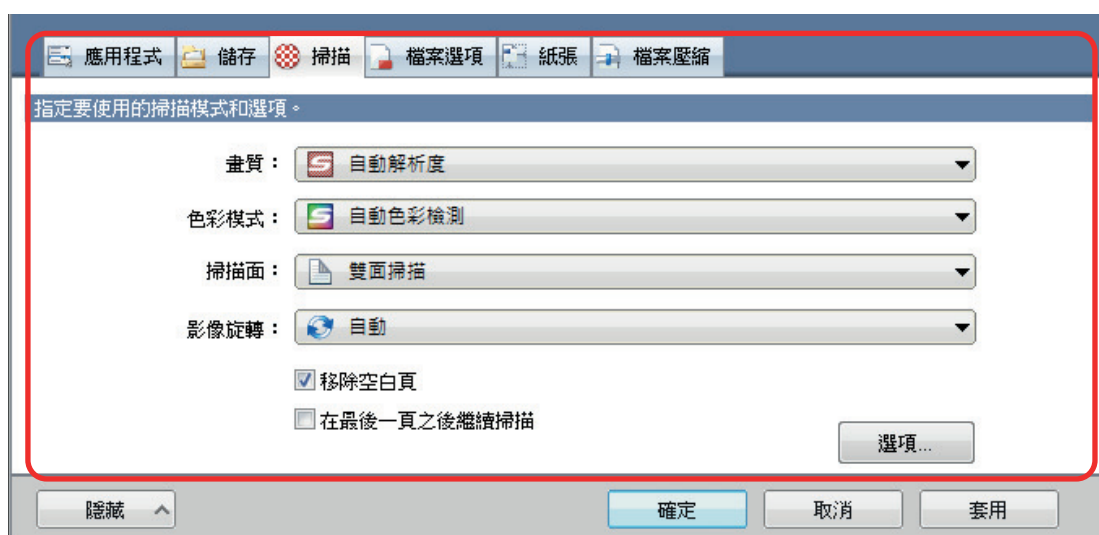 應用程式 儲存 掃描 檔案選項 紙張 檔案壓縮
指定要使用的掃描模式和選項。
畫質： 自動解析度
色彩模式： 自動色彩檢測
掃描面： 雙面掃描
影像旋轉： 自動
移除空白頁
在最後一頁之後繼續掃描
選項...
隱藏 確定 取消 套用